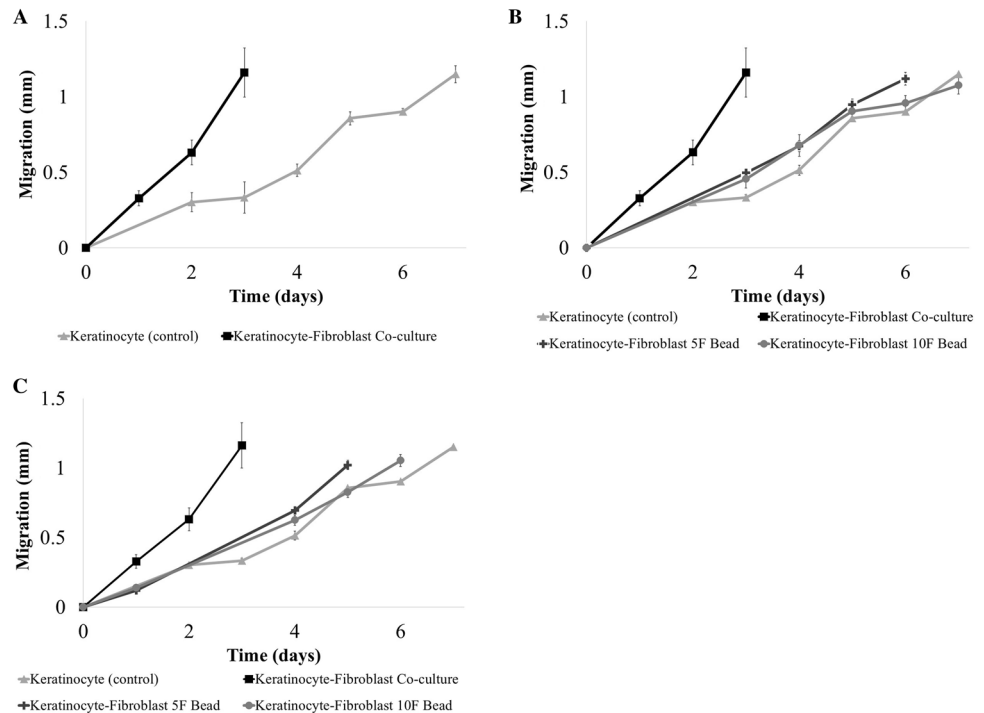 A
1.5
1
0.5
0
Migration (mm)
0 2 4 6
Time (days)
Keratinocyte (control) Keratinocyte-Fibroblast Co-culture
B
1.5
1
0.5
0
Migration (mm)
0 2 4 6
Time (days)
Keratinocyte (control) Keratinocyte-Fibroblast Co-culture
Keratinocyte-Fibroblast 5F Bead Keratinocyte-Fibroblast 10F Bead
C
1.5
1
0.5
0
Migration (mm)
0 2 4 6
Time (days)
Keratinocyte (control) Keratinocyte-Fibroblast Co-culture
Keratinocyte-Fibroblast 5F Bead Keratinocyte-Fibroblast 10F Bead